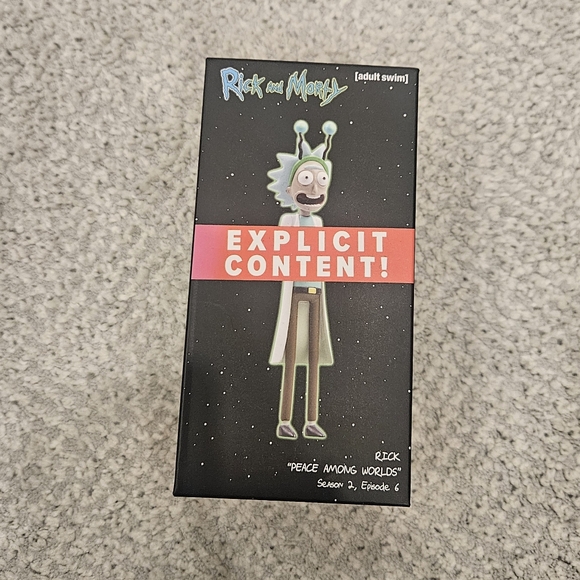 Rick and Morty
[adult swim]
EXPLICIT
CONTENT!
RICK
"PEACE AMONG WORLDS"
Season 2, Episode 6